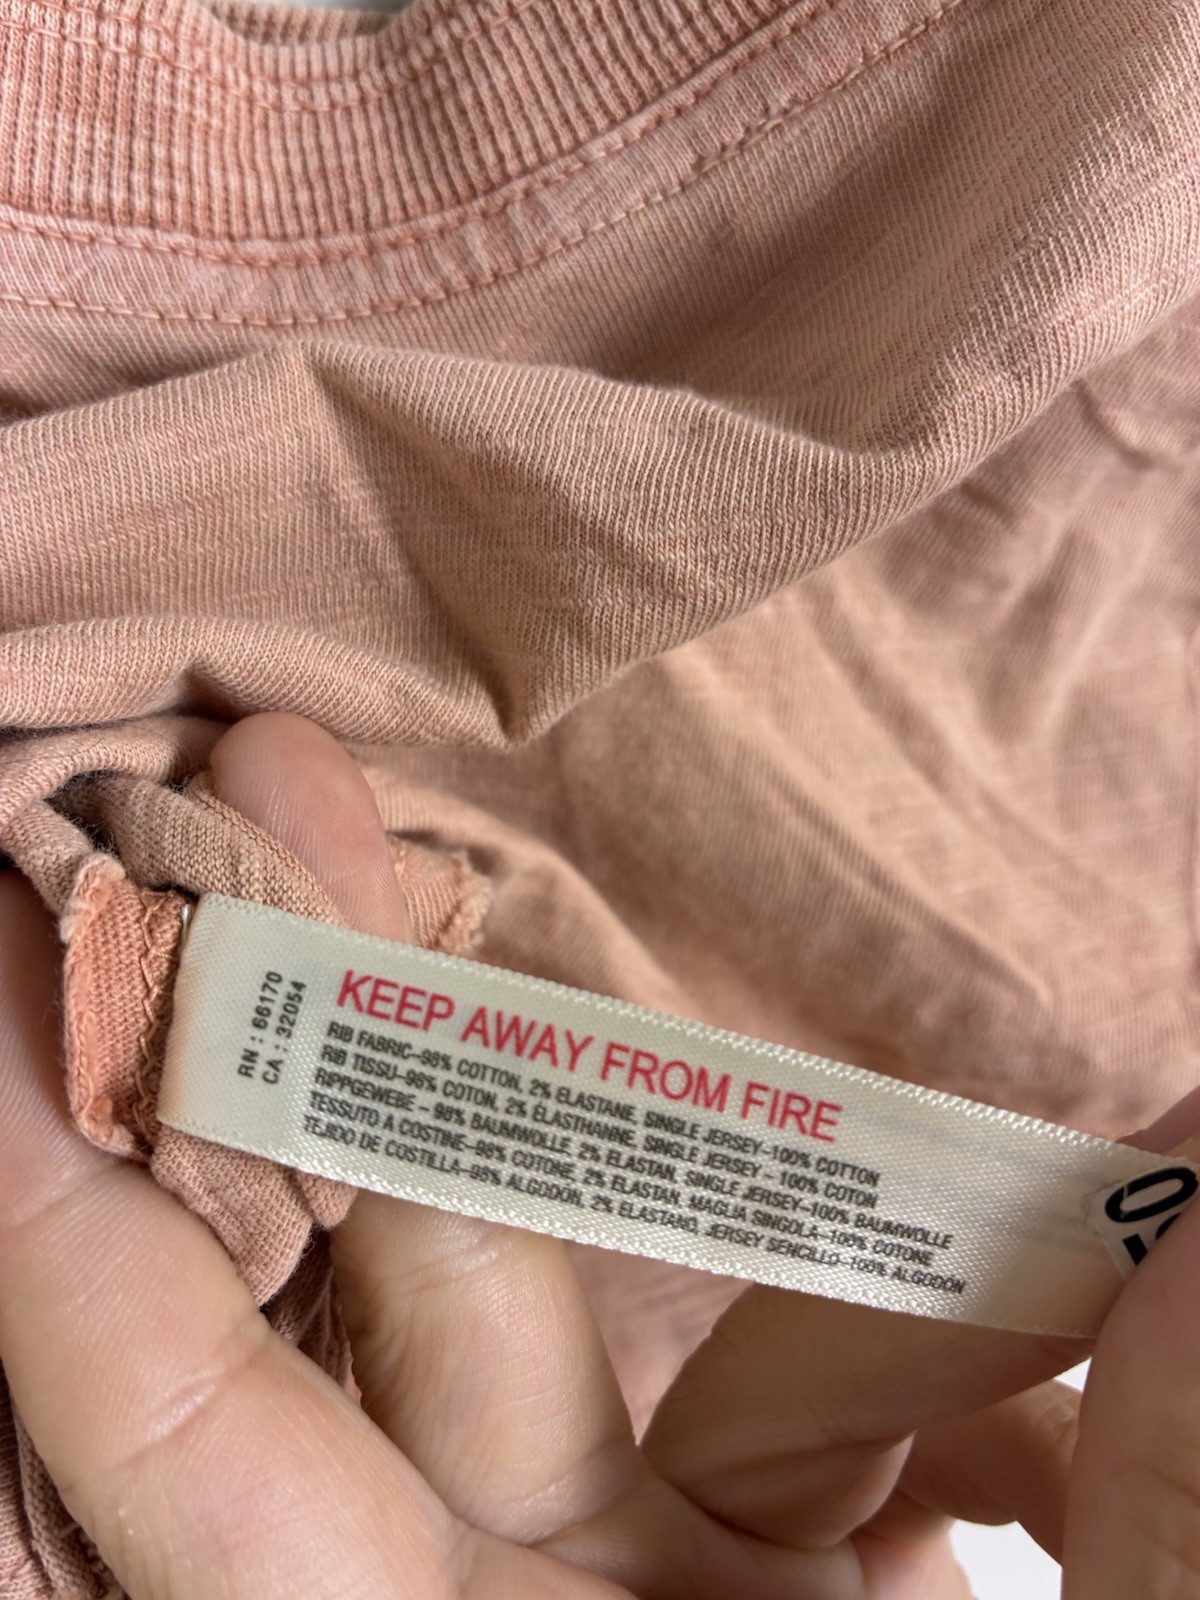 RN : 66170
CA : 32054
KEEP AWAY FROM FIRE
RIB FABRIC-98% COTTON, 2% ELASTANE, SINGLE JERSEY-100% COTTON
RIB TISSU-98% COTON, 2% ÉLASTHANNE, SINGLE JERSEY - 100% COTON
RIPPGEWEBE - 98% BAUMWOLLE, 2% ELASTAN, SINGLE JERSEY-100% BAUMWOLLE
TESSUTO A COSTINE-98% COTONE, 2% ELASTAN, MAGLIA SINGOLA-100% COTONE
TEJIDO DE COSTILLA-98% ALGODON, 2% ELASTANO, JERSEY SENCILLO-100% ALGODON